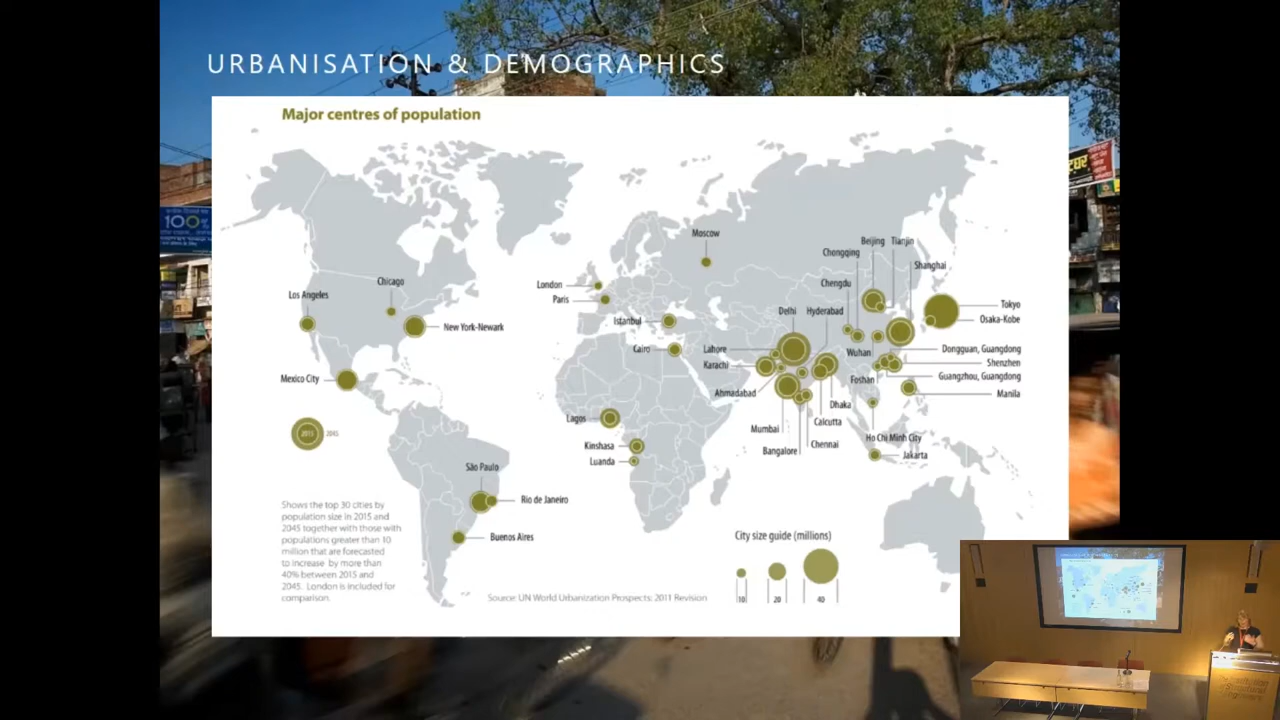 URBANISATION & DEMOGRAPHICS
Major centres of population
Moscow
Beijing
Tianjin
Chongqing
Shanghai
Chengdu
London
Paris
Chicago
Los Angeles
Istanbul
Delhi
Hyderabad
Tokyo
Osaka-Kobe
New York-Newark
Cairo
Lahore
Karachi
Wuhan
Dongguan, Guangdong
Shenzhen
Guangzhou, Guangdong
Foshan
Manila
Mexico City
Ahmadabad
Dhaka
Lagos
Mumbai
Calcutta
2015
2045
Kinshasa
Luanda
Bangalore
Chennai
Ho Chi Minh City
Jakarta
São Paulo
Rio de Janeiro
Buenos Aires
Shows the top 30 cities by
population size in 2015 and
2045 together with those with
populations greater than 10
million that are forecasted
to increase by more than
40% between 2015 and
2045. London is included for
comparison.
City size guide (millions)
10
20
40
Source: UN World Urbanization Prospects: 2011 Revision
100%